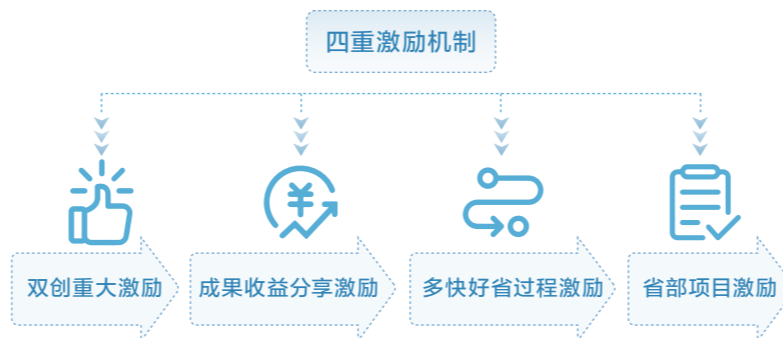 四重激励机制
双创重大激励
成果收益分享激励
多快好省过程激励
省部项目激励